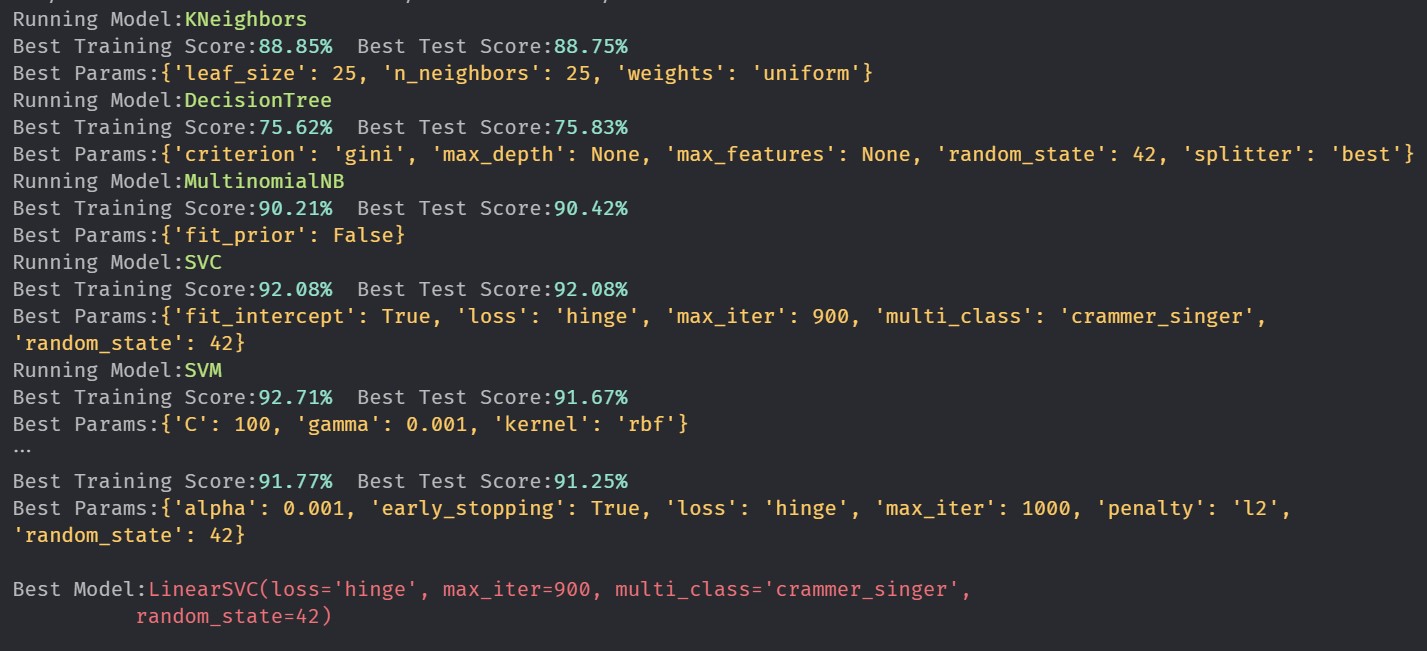 Running Model:KNeighbors
Best Training Score:88.85%  Best Test Score:88.75%
Best Params:{'leaf_size': 25, 'n_neighbors': 25, 'weights': 'uniform'}
Running Model:DecisionTree
Best Training Score:75.62%  Best Test Score:75.83%
Best Params:{'criterion': 'gini', 'max_depth': None, 'max_features': None, 'random_state': 42, 'splitter': 'best'}
Running Model:MultinomialNB
Best Training Score:90.21%  Best Test Score:90.42%
Best Params:{'fit_prior': False}
Running Model:SVC
Best Training Score:92.08%  Best Test Score:92.08%
Best Params:{'fit_intercept': True, 'loss': 'hinge', 'max_iter': 900, 'multi_class': 'crammer_singer',
'random_state': 42}
Running Model:SVM
Best Training Score:92.71%  Best Test Score:91.67%
Best Params:{'C': 100, 'gamma': 0.001, 'kernel': 'rbf'}
...
Best Training Score:91.77%  Best Test Score:91.25%
Best Params:{'alpha': 0.001, 'early_stopping': True, 'loss': 'hinge', 'max_iter': 1000, 'penalty': 'l2',
'random_state': 42}
Best Model:LinearSVC(loss='hinge', max_iter=900, multi_class='crammer_singer',
          random_state=42)